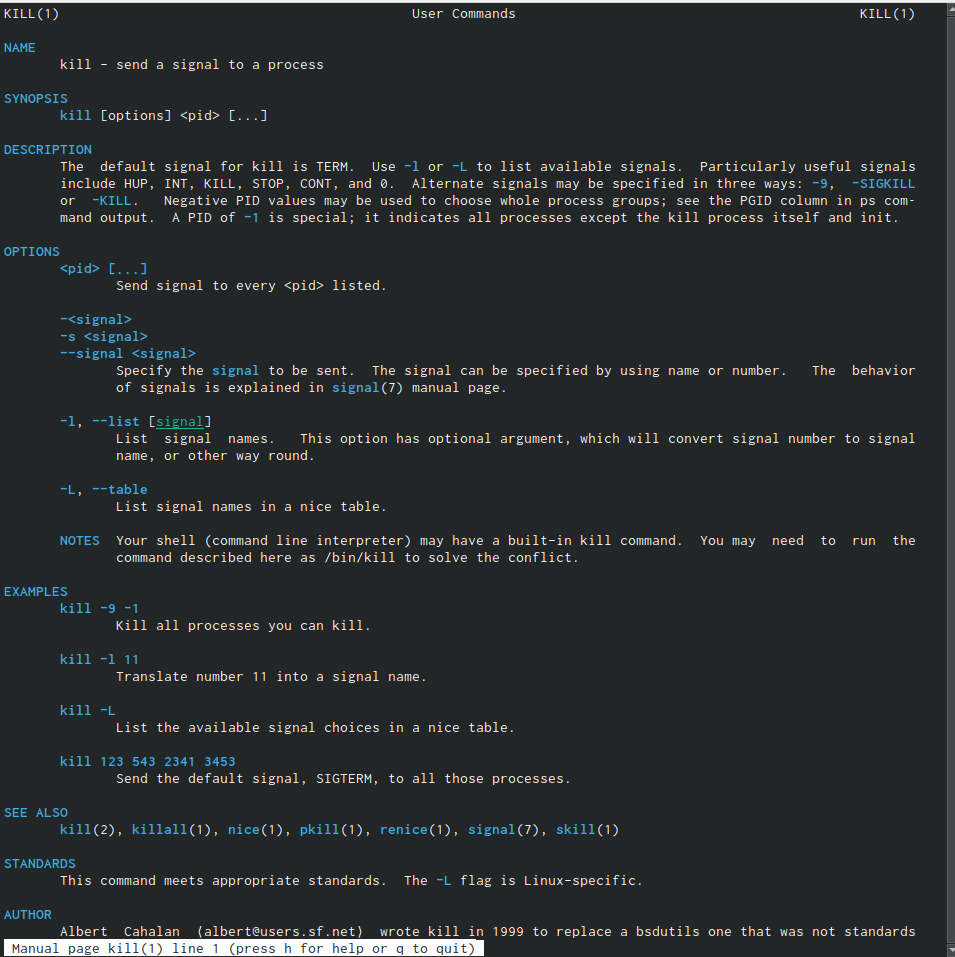 KILL(1) User Commands KILL(1)
NAME
kill - send a signal to a process
SYNOPSIS
kill [options] <pid> [...]
DESCRIPTION
The default signal for kill is TERM. Use -l or -L to list available signals. Particularly useful signals
include HUP, INT, KILL, STOP, CONT, and 0. Alternate signals may be specified in three ways: -9, -SIGKILL
or -KILL. Negative PID values may be used to choose whole process groups; see the PGID column in ps com-
mand output. A PID of -1 is special; it indicates all processes except the kill process itself and init.
OPTIONS
<pid> [...]
Send signal to every <pid> listed.
-<signal>
-s <signal>
--signal <signal>
Specify the signal to be sent. The signal can be specified by using name or number. The behavior
of signals is explained in signal(7) manual page.
-l, --list [signal]
List signal names. This option has optional argument, which will convert signal number to signal
name, or other way round.
-L, --table
List signal names in a nice table.
NOTES Your shell (command line interpreter) may have a built-in kill command. You may need to run the
command described here as /bin/kill to solve the conflict.
EXAMPLES
kill -9 -1
Kill all processes you can kill.
kill -l 11
Translate number 11 into a signal name.
kill -L
List the available signal choices in a nice table.
kill 123 543 2341 3453
Send the default signal, SIGTERM, to all those processes.
SEE ALSO
kill(2), killall(1), nice(1), pkill(1), renice(1), signal(7), skill(1)
STANDARDS
This command meets appropriate standards. The -L flag is Linux-specific.
AUTHOR
Albert Cahalan ⟨albert@users.sf.net⟩ wrote kill in 1999 to replace a bsdutils one that was not standards
Manual page kill(1) line 1 (press h for help or q to quit)